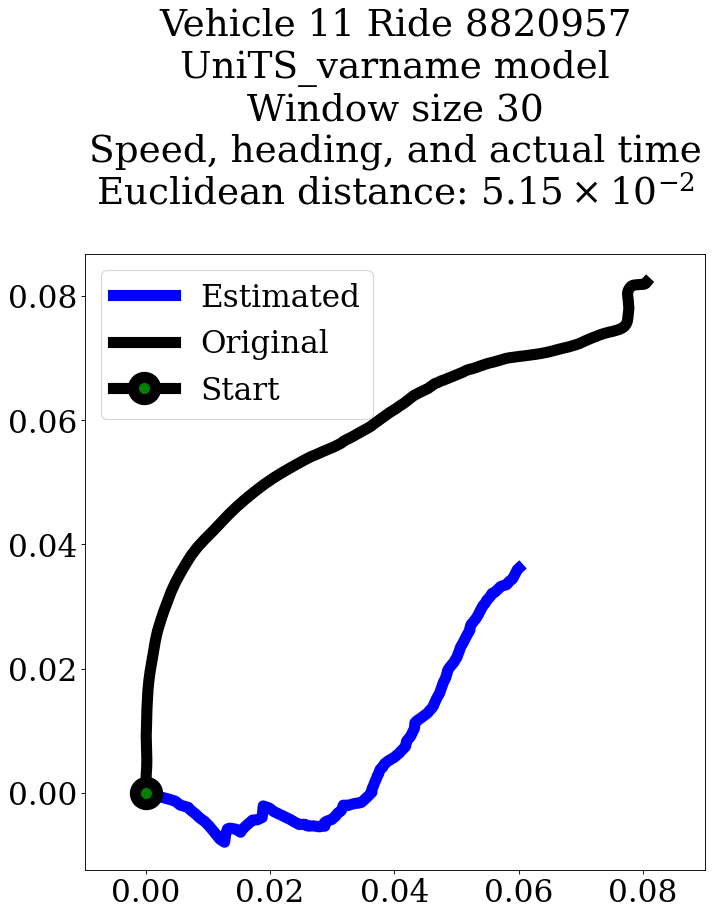 Vehicle 11 Ride 8820957
UniTS_varname model
Window size 30
Speed, heading, and actual time
Euclidean distance: 5.15 × 10⁻²
Estimated
Original
Start
0.08
0.06
0.04
0.02
0.00
0.00 0.02 0.04 0.06 0.08